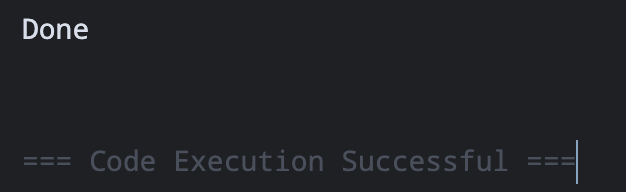 Done
=== Code Execution Successful ===